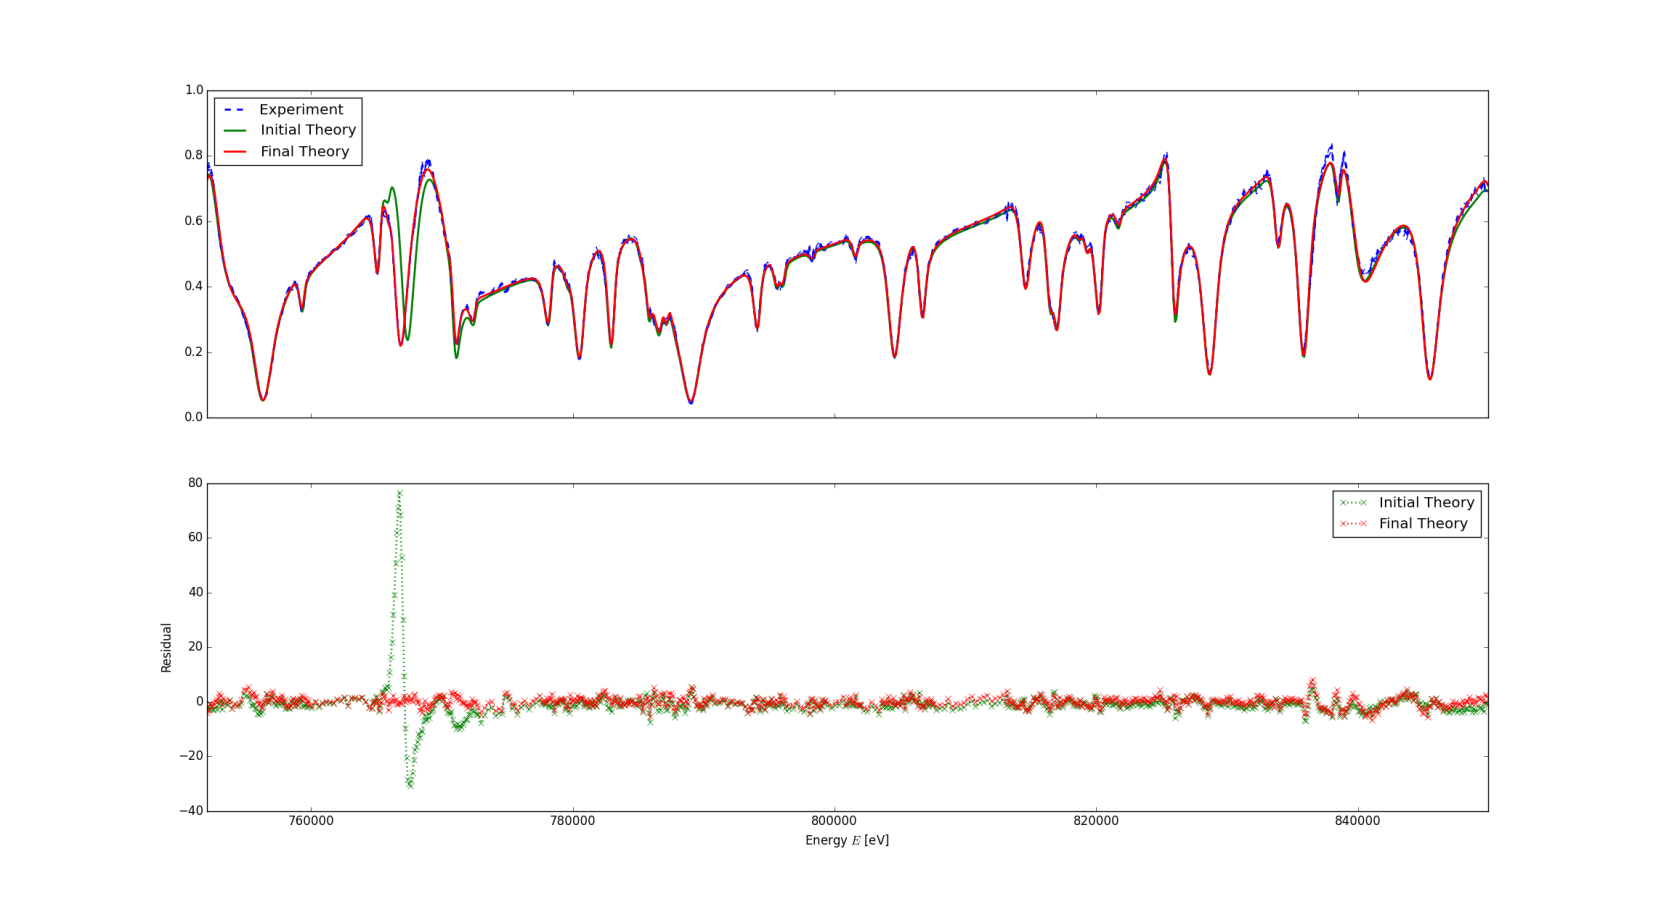 1.0
0.8
0.6
0.4
0.2
0.0
Experiment
Initial Theory
Final Theory
80
60
40
20
0
−20
−40
Residual
Initial Theory
Final Theory
760000 780000 800000 820000 840000
Energy E [eV]